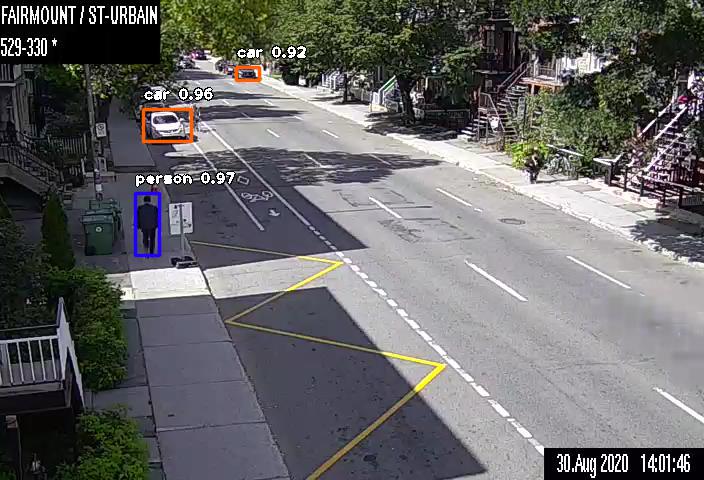 FAIRMOUNT / ST-URBAIN
529-330 *
car 0.92
car 0.96
person 0.97
30.Aug 2020 14:01:46